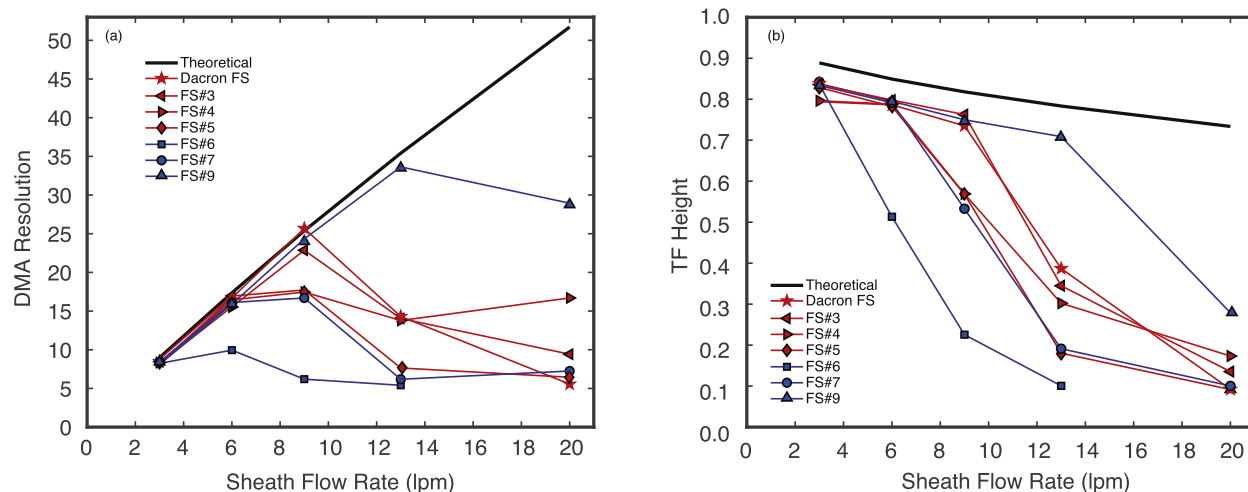 (a)
DMA Resolution
50
45
40
35
30
25
20
15
10
5
0
Theoretical
Dacron FS
FS#3
FS#4
FS#5
FS#6
FS#7
FS#9
0 2 4 6 8 10 12 14 16 18 20
Sheath Flow Rate (lpm)
(b)
TF Height
1.0
0.9
0.8
0.7
0.6
0.5
0.4
0.3
0.2
0.1
0.0
Theoretical
Dacron FS
FS#3
FS#4
FS#5
FS#6
FS#7
FS#9
0 2 4 6 8 10 12 14 16 18 20
Sheath Flow Rate (lpm)